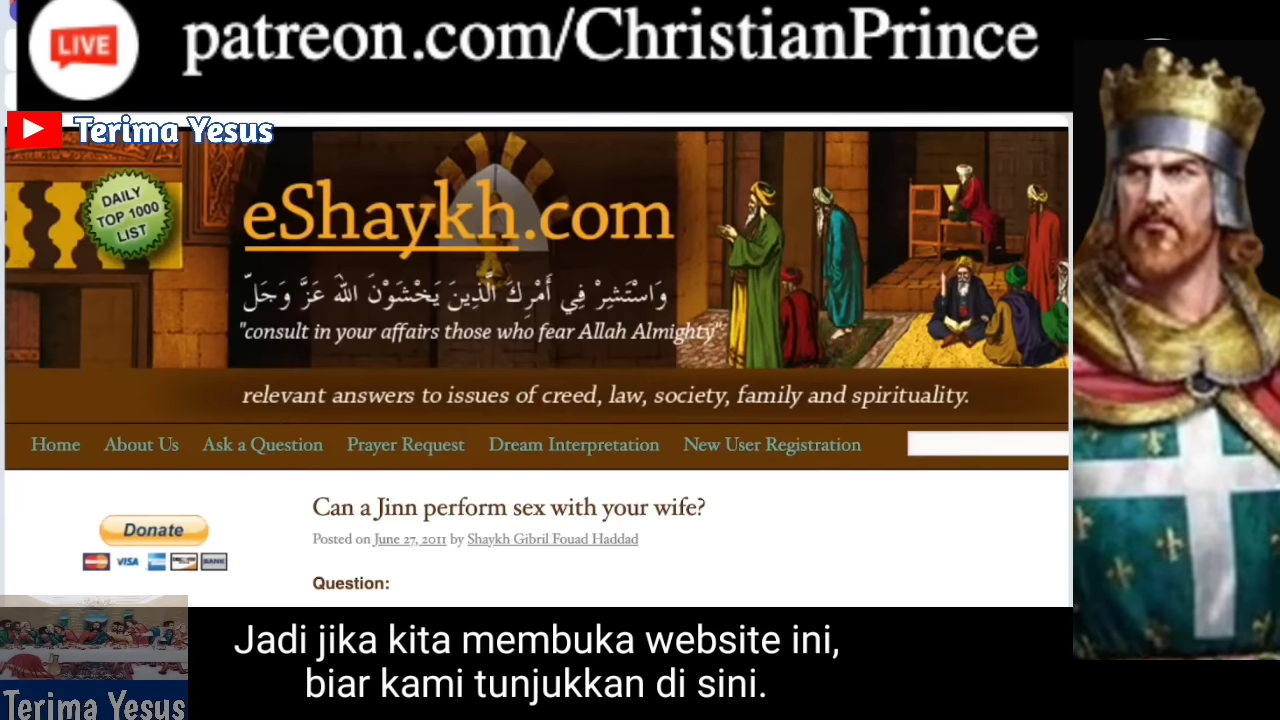 LIVE
patreon.com/ChristianPrince
Terima Yesus
DAILY
TOP 1000
LIST
eShaykh.com
وَاسْتَشِرْ فِي أَمْرِكَ الَّذِينَ يَخْشَوْنَ اللهَ عَزَّ وَجَلّ
"consult in your affairs those who fear Allah Almighty"
relevant answers to issues of creed, law, society, family and spirituality.
Home About Us Ask a Question Prayer Request Dream Interpretation New User Registration
Can a Jinn perform sex with your wife?
Posted on June 27, 2011 by Shaykh Gibril Fouad Haddad
Donate
VISA
BANK
Question:
Jadi jika kita membuka website ini,
biar kami tunjukkan di sini.
Terima Yesus